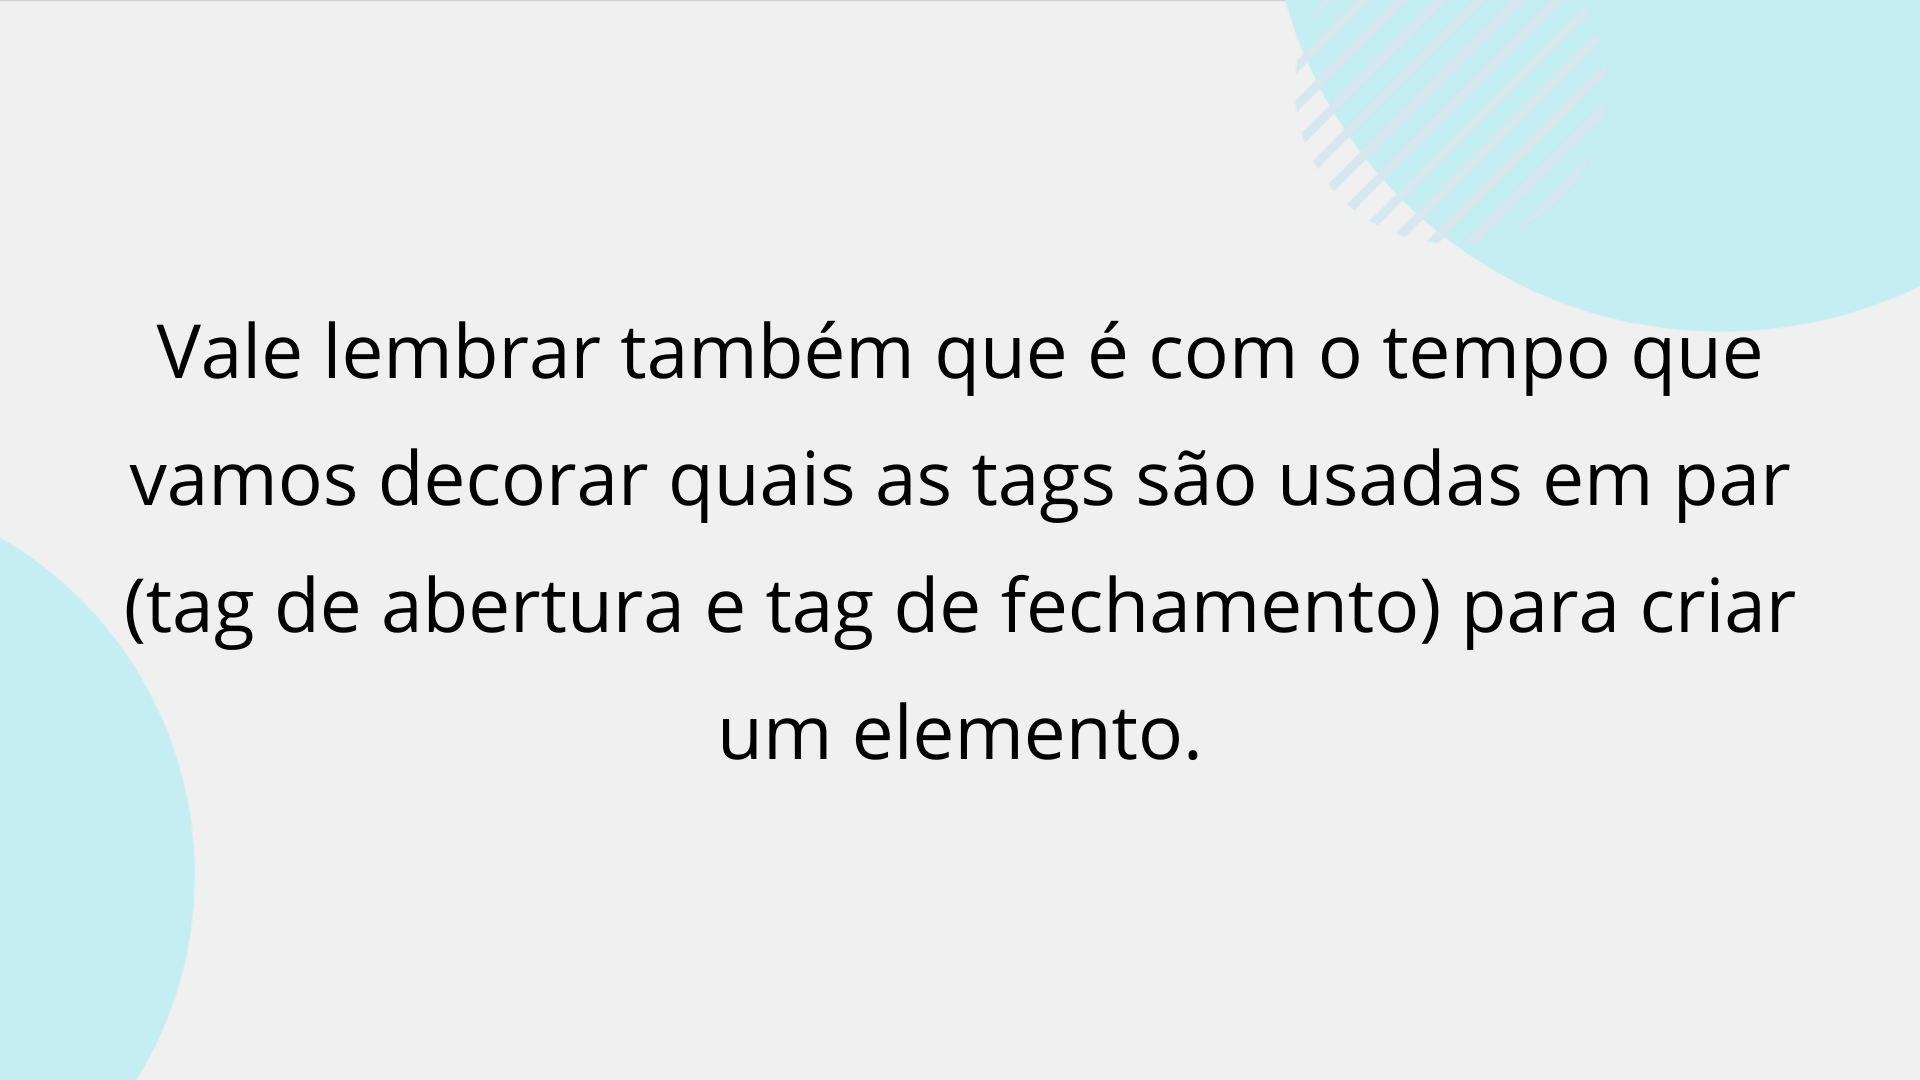 Vale lembrar também que é com o tempo que
vamos decorar quais as tags são usadas em par
(tag de abertura e tag de fechamento) para criar
um elemento.